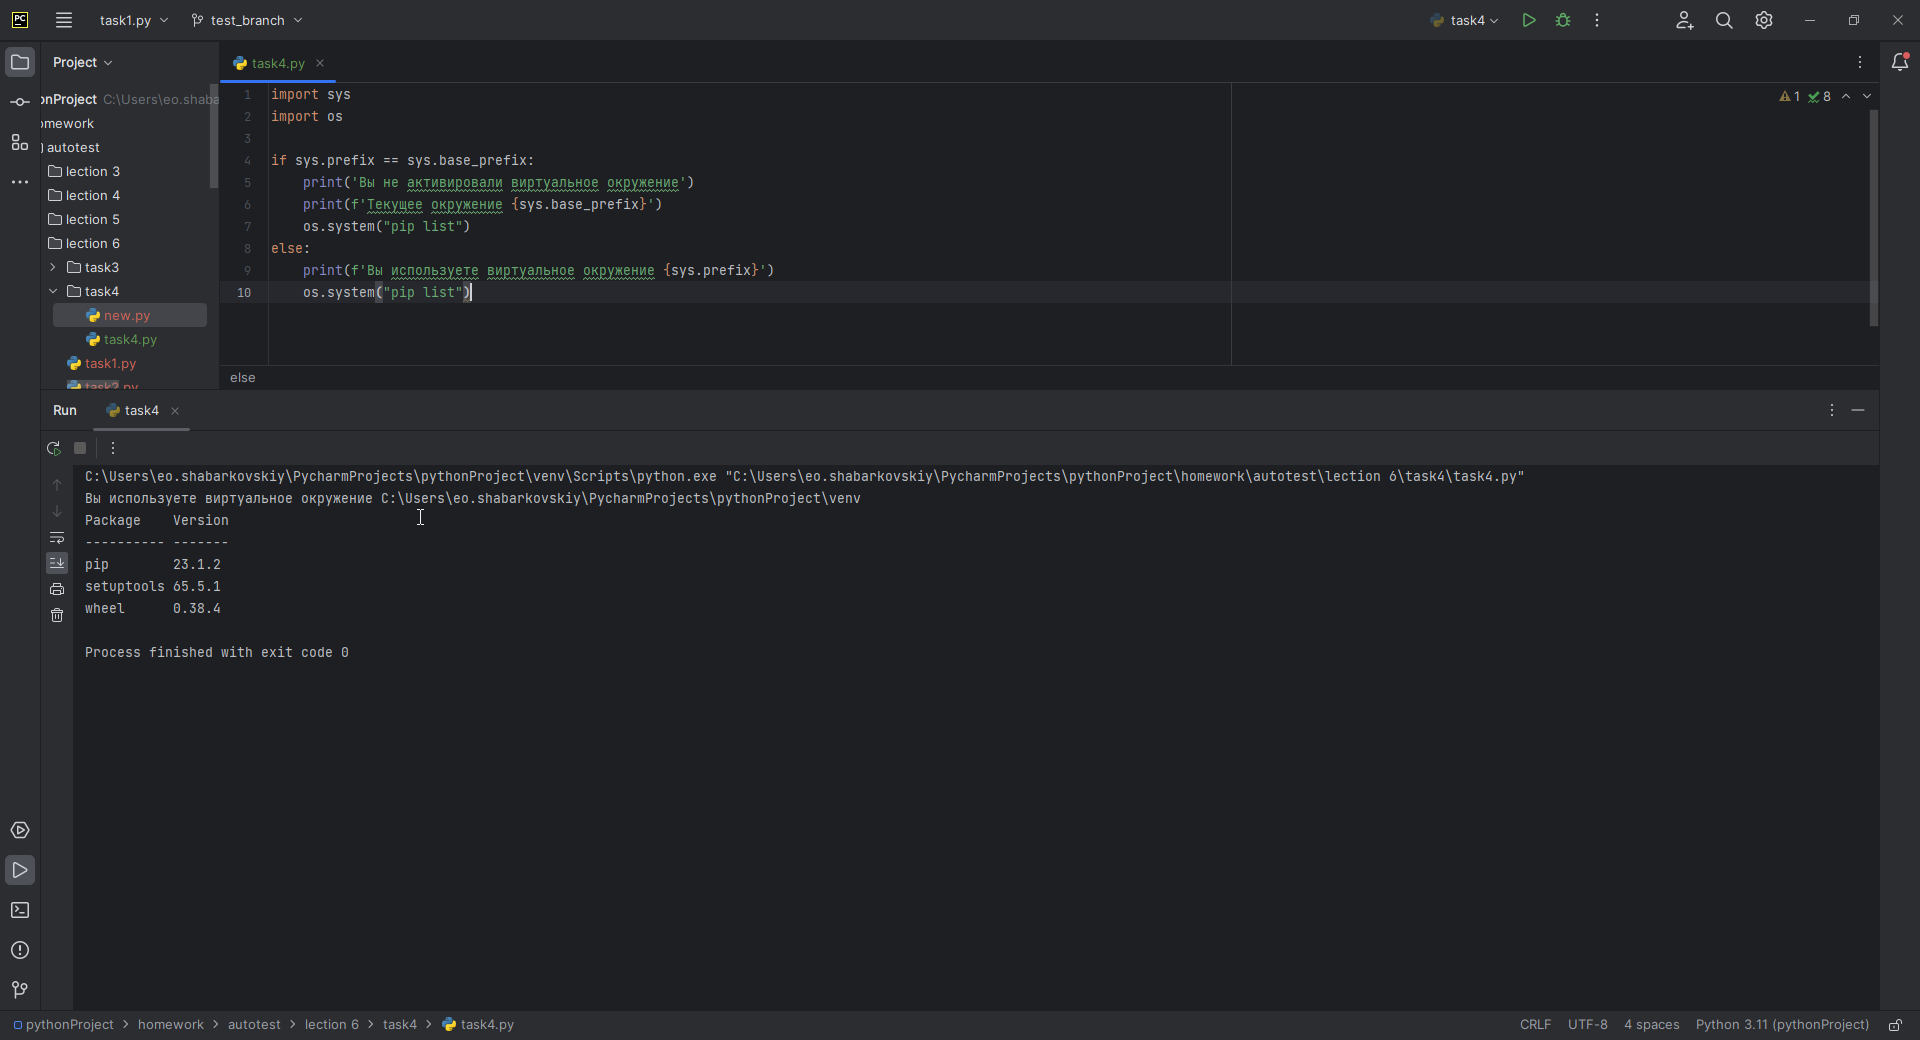 PC task1.py test_branch task4
Project
task4.py
onProject C:\Users\eo.shaba
omework
autotest
lection 3
lection 4
lection 5
lection 6
task3
task4
new.py
task4.py
task1.py
task2.py
1 import sys
2 import os
3
4 if sys.prefix == sys.base_prefix:
5     print('Вы не активировали виртуальное окружение')
6     print(f'Текущее окружение {sys.base_prefix}')
7     os.system("pip list")
8 else:
9     print(f'Вы используете виртуальное окружение {sys.prefix}')
10     os.system("pip list")
1 8
else
Run task4
C:\Users\eo.shabarkovskiy\PycharmProjects\pythonProject\venv\Scripts\python.exe "C:\Users\eo.shabarkovskiy\PycharmProjects\pythonProject\homework\autotest\lection 6\task4\task4.py"
Вы используете виртуальное окружение C:\Users\eo.shabarkovskiy\PycharmProjects\pythonProject\venv
Package    Version
---------- -------
pip        23.1.2
setuptools 65.5.1
wheel      0.38.4
Process finished with exit code 0
pythonProject > homework > autotest > lection 6 > task4 > task4.py
CRLF UTF-8 4 spaces Python 3.11 (pythonProject)